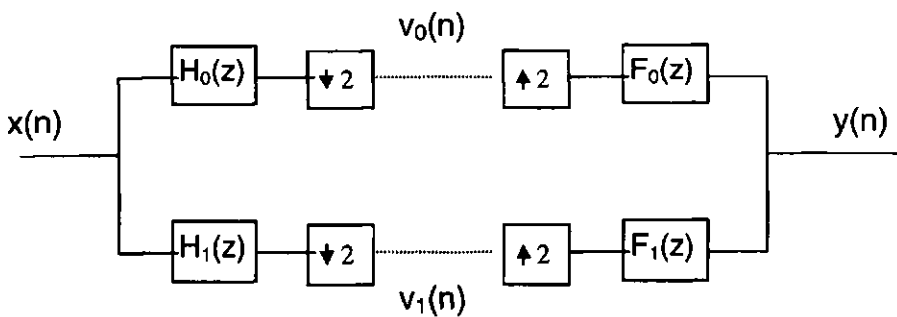 v₀(n)
H₀(z) ↓ 2 ↑ 2 F₀(z)
x(n) y(n)
H₁(z) ↓ 2 ↑ 2 F₁(z)
v₁(n)